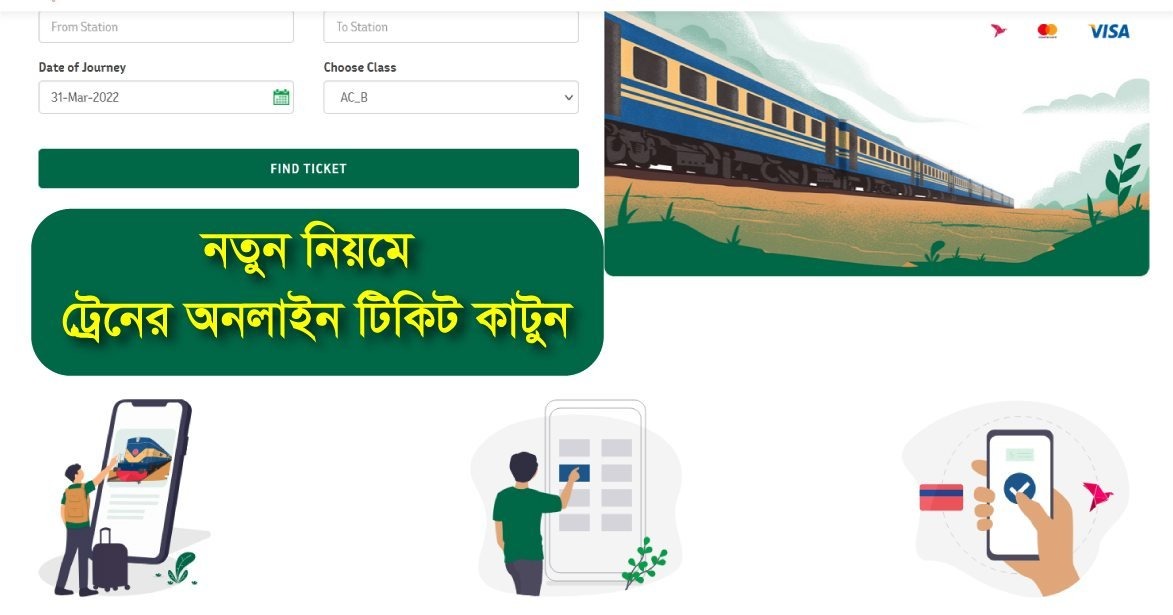 From Station
To Station
VISA
Date of Journey
Choose Class
31-Mar-2022
AC_B
FIND TICKET
নতুন নিয়মে
ট্রেনের অনলাইন টিকিট কাটুন